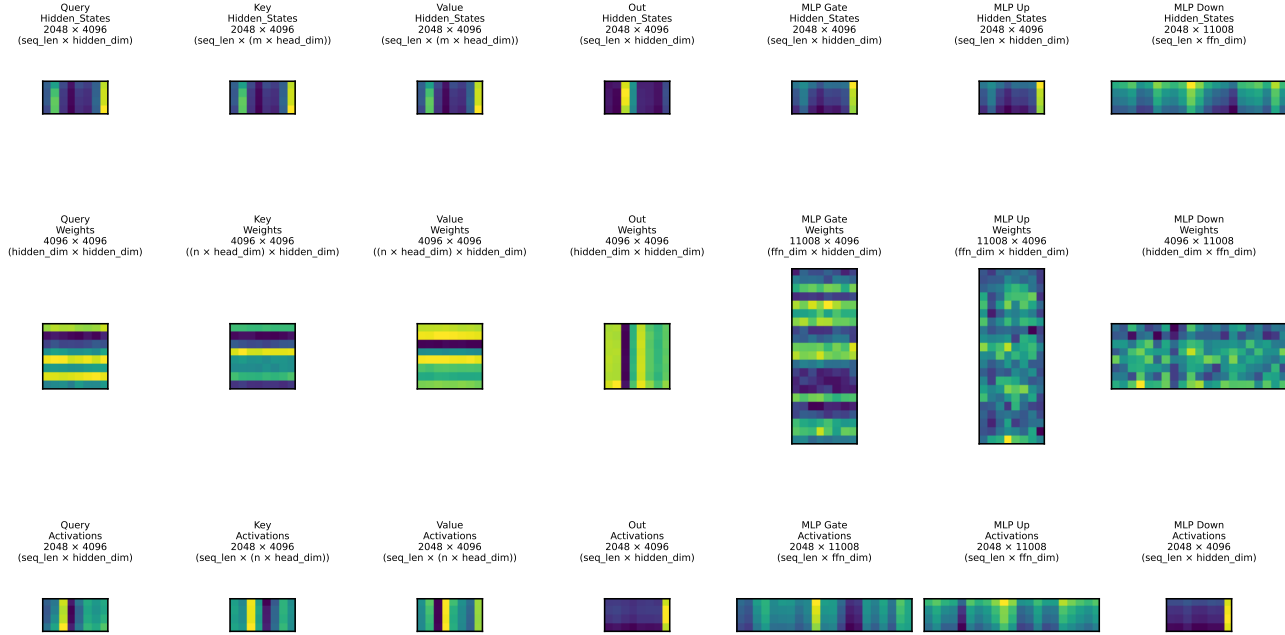 Query
Hidden_States
2048 × 4096
(seq_len × hidden_dim)
Key
Hidden_States
2048 × 4096
(seq_len × (m × head_dim))
Value
Hidden_States
2048 × 4096
(seq_len × (m × head_dim))
Out
Hidden_States
2048 × 4096
(seq_len × hidden_dim)
MLP Gate
Hidden_States
2048 × 4096
(seq_len × hidden_dim)
MLP Up
Hidden_States
2048 × 4096
(seq_len × hidden_dim)
MLP Down
Hidden_States
2048 × 11008
(seq_len × ffn_dim)
Query
Weights
4096 × 4096
(hidden_dim × hidden_dim)
Key
Weights
4096 × 4096
((n × head_dim) × hidden_dim)
Value
Weights
4096 × 4096
((n × head_dim) × hidden_dim)
Out
Weights
4096 × 4096
(hidden_dim × hidden_dim)
MLP Gate
Weights
11008 × 4096
(ffn_dim × hidden_dim)
MLP Up
Weights
11008 × 4096
(ffn_dim × hidden_dim)
MLP Down
Weights
4096 × 11008
(hidden_dim × ffn_dim)
Query
Activations
2048 × 4096
(seq_len × hidden_dim)
Key
Activations
2048 × 4096
(seq_len × (n × head_dim))
Value
Activations
2048 × 4096
(seq_len × (n × head_dim))
Out
Activations
2048 × 4096
(seq_len × hidden_dim)
MLP Gate
Activations
2048 × 11008
(seq_len × ffn_dim)
MLP Up
Activations
2048 × 11008
(seq_len × ffn_dim)
MLP Down
Activations
2048 × 4096
(seq_len × hidden_dim)